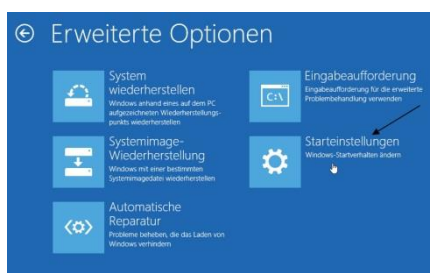 Erweiterte Optionen
System
wiederherstellen
Windows anhand eines auf dem PC
aufgezeichneten Wiederherstellungs-
punkts wiederherstellen
Systemimage-
Wiederherstellung
Windows mit einer bestimmten
Systemimagedatei wiederherstellen
Automatische
Reparatur
Probleme beheben, die das Laden von
Windows verhindern
C:\
Eingabeaufforderung
Eingabeaufforderung für die erweiterte
Problembehandlung verwenden
Starteinstellungen
Windows-Startverhalten ändern